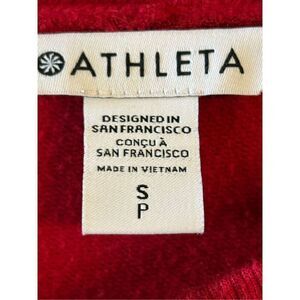 ATHLETA
DESIGNED IN
SAN FRANCISCO
CONÇU À
SAN FRANCISCO
MADE IN VIETNAM
S
P